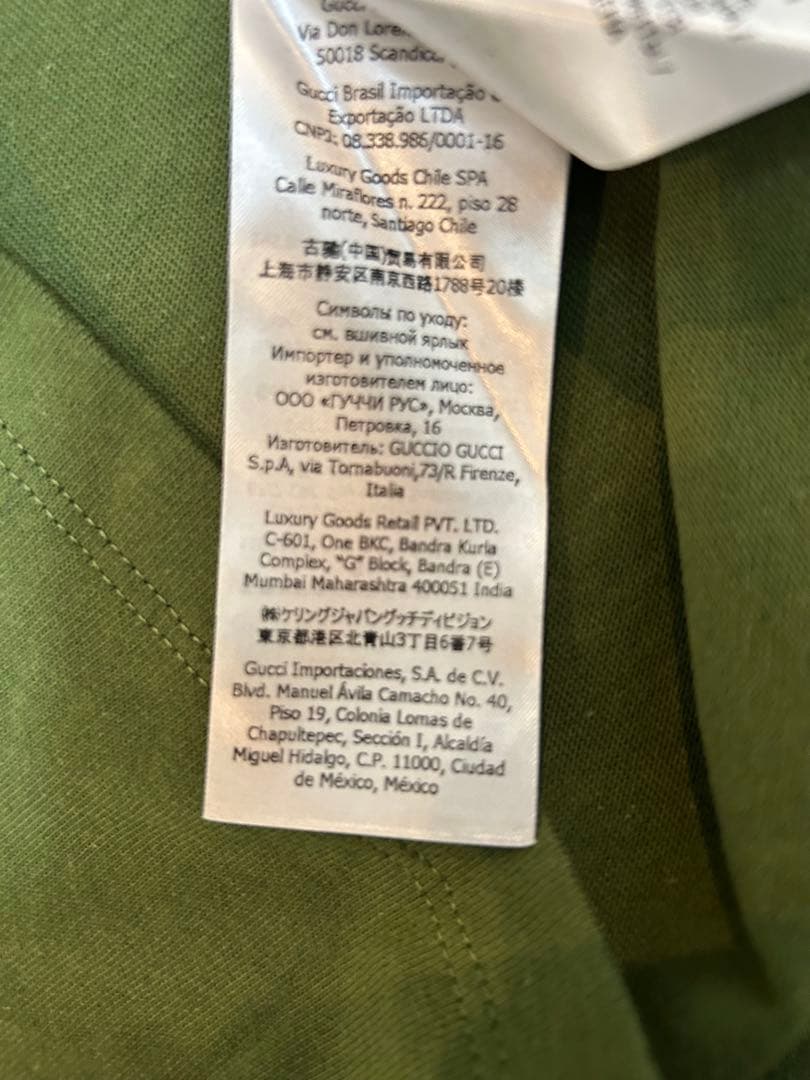 Gucci
Via Don
50018 Scandicci
Gucci Brasil Importação
Exportação LTDA
CNPJ: 08.338.986/0001-16
Luxury Goods Chile SPA
Calle Miraflores n. 222, piso 28
norte, Santiago Chile
古驰(中国)贸易有限公司
上海市静安区南京西路1788号20楼
Символы по уходу:
см. вшивной ярлык
Импортер и уполномоченное
изготовителем лицо:
ООО «ГУЧЧИ РУС», Москва,
Петровка, 16
Изготовитель: GUCCIO GUCCI
S.p.A, via Tornabuoni,73/R Firenze,
Italia
Luxury Goods Retail PVT. LTD.
C-601, One BKC, Bandra Kurla
Complex, "G" Block, Bandra (E)
Mumbai Maharashtra 400051 India
㈱ケリングジャパングッチディビジョン
東京都港区北青山3丁目6番7号
Gucci Importaciones, S.A. de C.V.
Blvd. Manuel Ávila Camacho No. 40,
Piso 19, Colonia Lomas de
Chapultepec, Sección I, Alcaldía
Miguel Hidalgo, C.P. 11000, Ciudad
de México, México